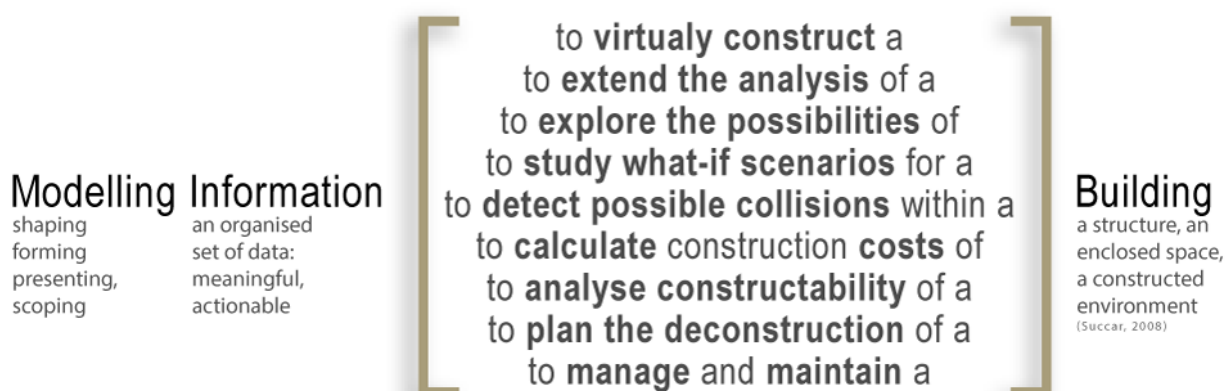 Modelling
shaping
forming
presenting,
scoping
Information
an organised
set of data:
meaningful,
actionable
to virtualy construct a
to extend the analysis of a
to explore the possibilities of
to study what-if scenarios for a
to detect possible collisions within a
to calculate construction costs of
to analyse constructability of a
to plan the deconstruction of a
to manage and maintain a
Building
a structure, an
enclosed space,
a constructed
environment
(Succar, 2008)